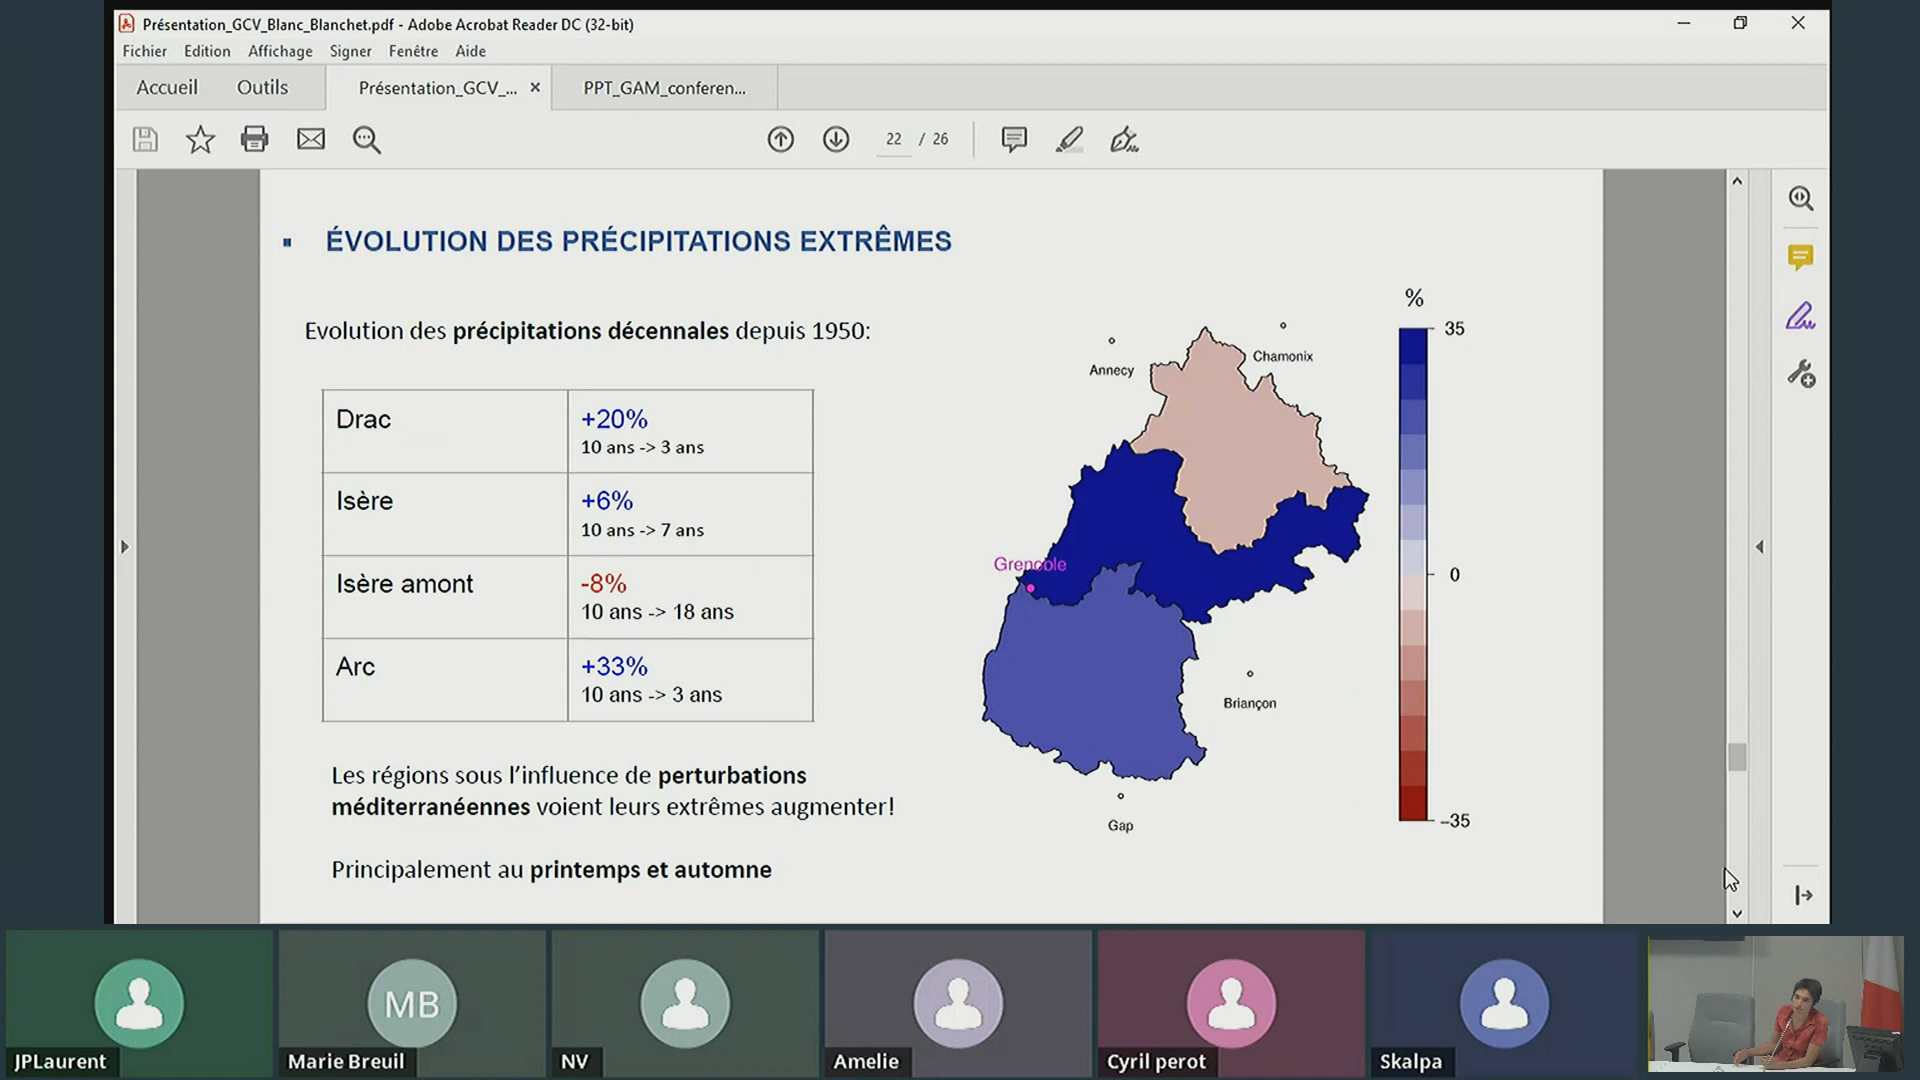 Présentation_GCV_Blanc_Blanchet.pdf - Adobe Acrobat Reader DC (32-bit)
Fichier Edition Affichage Signer Fenêtre Aide
Accueil Outils Présentation_GCV_... × PPT_GAM_conferen...
22 / 26
ÉVOLUTION DES PRÉCIPITATIONS EXTRÊMES
Evolution des précipitations décennales depuis 1950:
Drac +20%
10 ans -> 3 ans
Isère +6%
10 ans -> 7 ans
Isère amont -8%
10 ans -> 18 ans
Arc +33%
10 ans -> 3 ans
Les régions sous l’influence de perturbations
méditerranéennes voient leurs extrêmes augmenter!
Principalement au printemps et automne
Annecy
Chamonix
Grenoble
Briançon
Gap
%
35
0
–35
JPLaurent
MB
Marie Breuil
NV
Amelie
Cyril perot
Skalpa